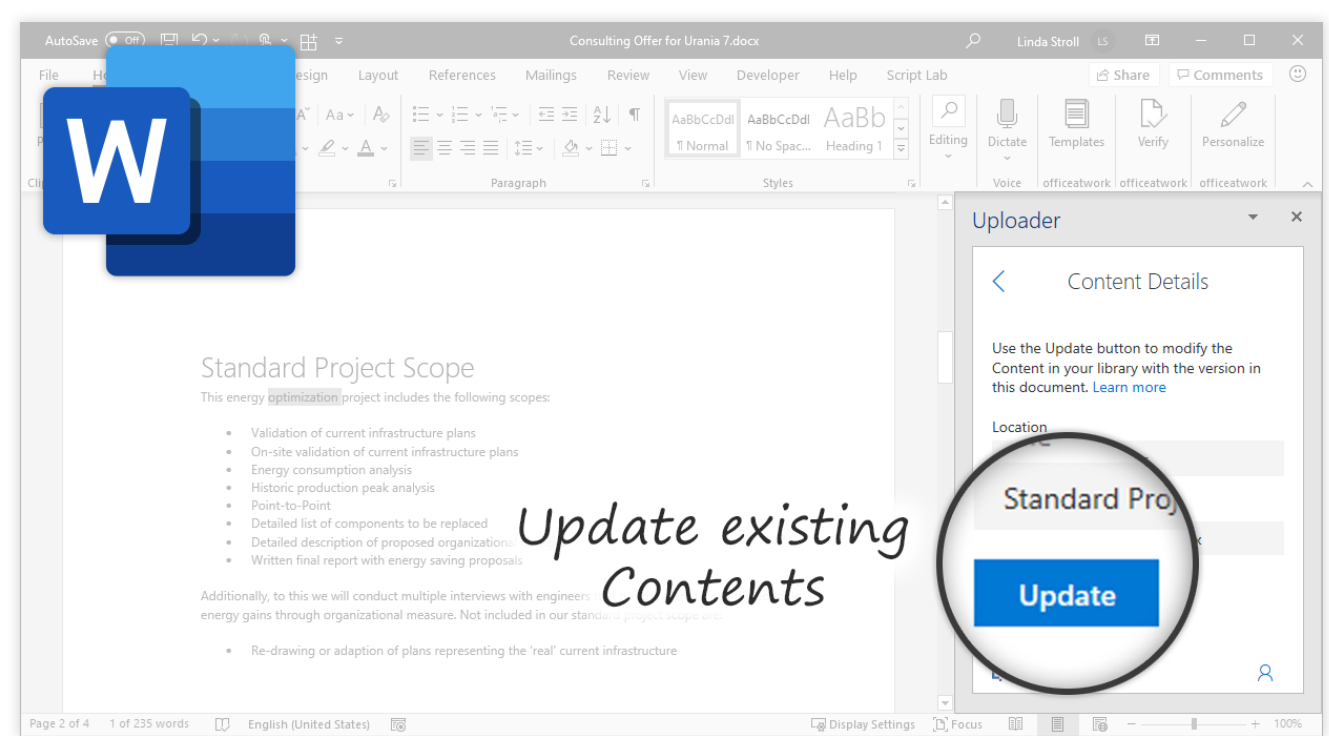 AutoSave Off Consulting Offer for Urania 7.docx Linda Stroll LS
File Design Layout References Mailings Review View Developer Help Script Lab Share Comments
Aa AaBbCcDdI AaBbCcDdI AaBb
¶ Normal ¶ No Spac... Heading 1 Editing Dictate Templates Verify Personalize
Paragraph Styles Voice officeatwork officeatwork officeatwork
W
Uploader
Content Details
Use the Update button to modify the
Content in your library with the version in
this document. Learn more
Location
Standard Proj
Update
Standard Project Scope
This energy optimization project includes the following scopes:
• Validation of current infrastructure plans
• On-site validation of current infrastructure plans
• Energy consumption analysis
• Historic production peak analysis
• Point-to-Point
• Detailed list of components to be replaced
• Detailed description of proposed organizational
• Written final report with energy saving proposals
Additionally, to this we will conduct multiple interviews with engineers
energy gains through organizational measure. Not included in our standard project scope are:
• Re-drawing or adaption of plans representing the 'real' current infrastructure
Update existing
Contents
Page 2 of 4 1 of 235 words English (United States) Display Settings Focus 100%